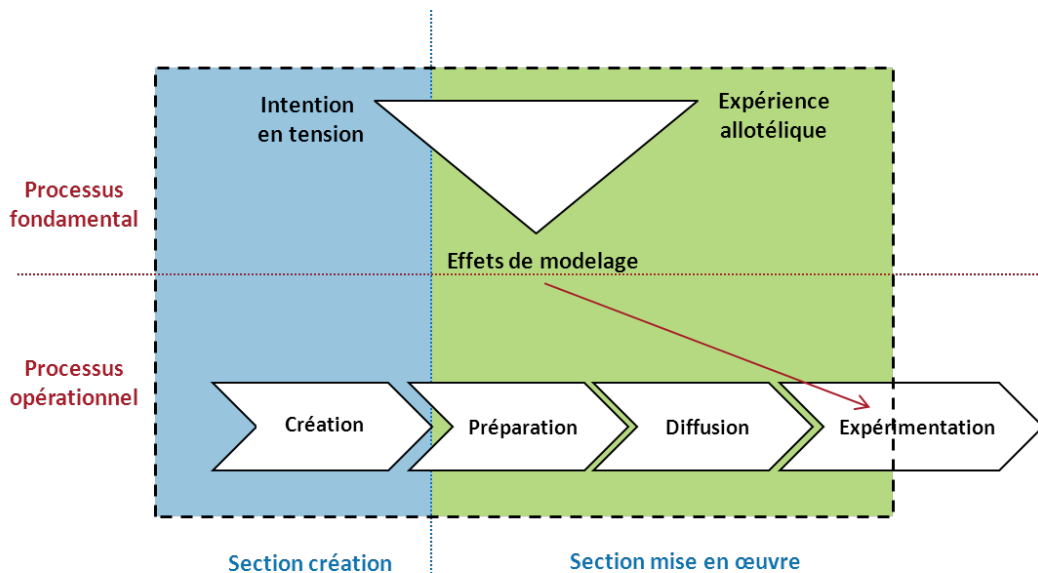 Intention
en tension
Expérience
allotélique
Processus
fondamental
Effets de modelage
Processus
opérationnel
Création
Préparation
Diffusion
Expérimentation
Section création
Section mise en œuvre